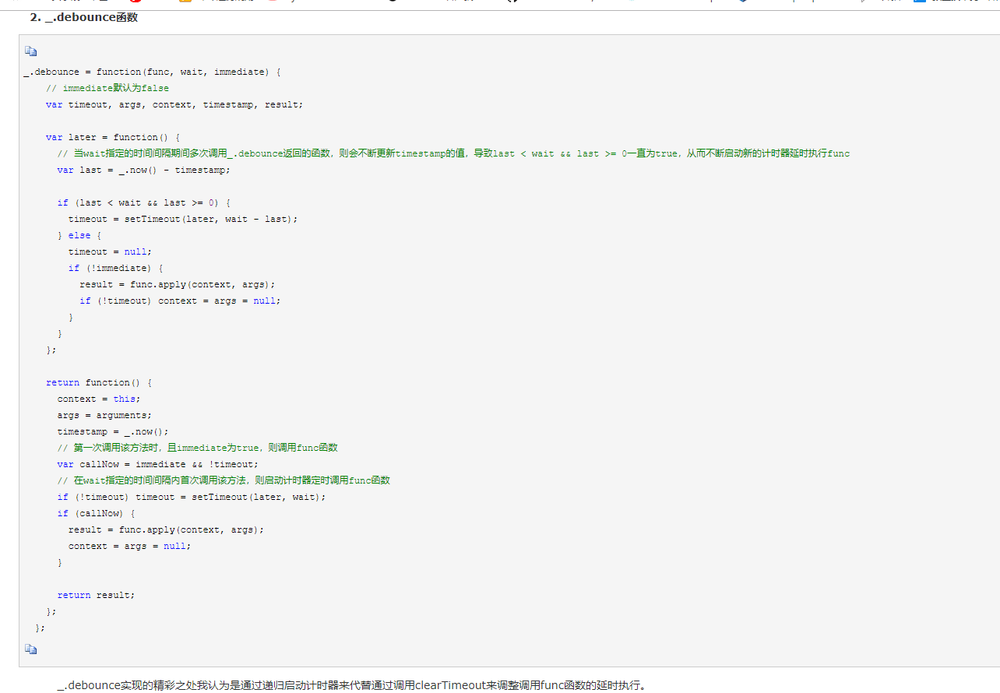 2. _.debounce函数
_.debounce = function(func, wait, immediate) {
// immediate默认为false
var timeout, args, context, timestamp, result;
var later = function() {
// 当wait指定的时间间隔期间多次调用_.debounce返回的函数，则会不断更新timestamp的值，导致last < wait && last >= 0一直为true，从而不断启动新的计时器延时执行func
var last = _.now() - timestamp;
if (last < wait && last >= 0) {
timeout = setTimeout(later, wait - last);
} else {
timeout = null;
if (!immediate) {
result = func.apply(context, args);
if (!timeout) context = args = null;
}
}
};
return function() {
context = this;
args = arguments;
timestamp = _.now();
// 第一次调用该方法时，且immediate为true，则调用func函数
var callNow = immediate && !timeout;
// 在wait指定的时间间隔内首次调用该方法，则启动计时器定时调用func函数
if (!timeout) timeout = setTimeout(later, wait);
if (callNow) {
result = func.apply(context, args);
context = args = null;
}
return result;
};
};
_.debounce实现的精彩之处我认为是通过递归启动计时器来代替通过调用clearTimeout来调整调用func函数的延时执行。